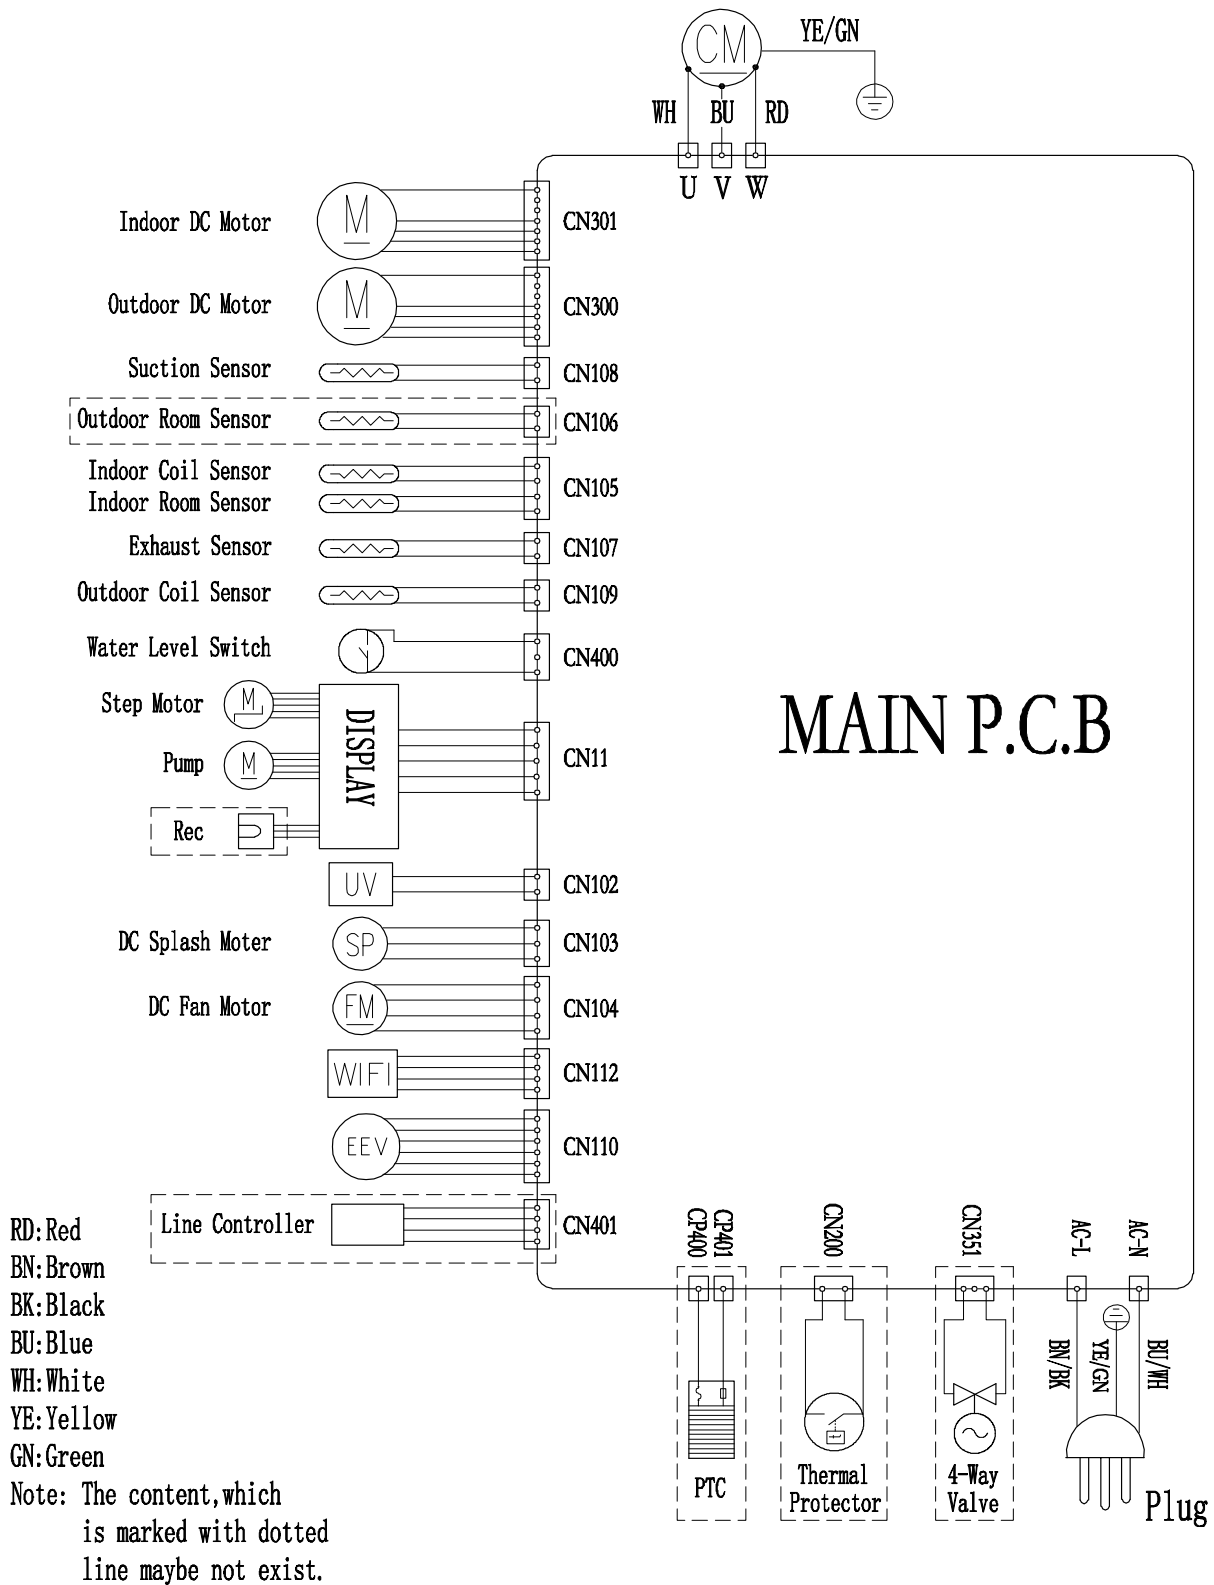 CM
YE/GN
WH BU RD
U V W
Indoor DC Motor M CN301
Outdoor DC Motor M CN300
Suction Sensor CN108
Outdoor Room Sensor CN106
Indoor Coil Sensor
CN105
Indoor Room Sensor
Exhaust Sensor CN107
Outdoor Coil Sensor CN109
Water Level Switch CN400
Step Motor M
DISPLAY
MAIN P.C.B
Pump M CN11
Rec
UV CN102
DC Splash Moter SP CN103
DC Fan Motor FM CN104
WIFI CN112
EEV CN110
Line Controller CN401
CP400
CP401
CN200
CN351
AC-L
AC-N
BN/BK
YE/GN
BU/WH
PTC
Thermal
Protector
4-Way
Valve
Plug
RD:Red
BN:Brown
BK:Black
BU:Blue
WH:White
YE:Yellow
GN:Green
Note: The content,which
is marked with dotted
line maybe not exist.